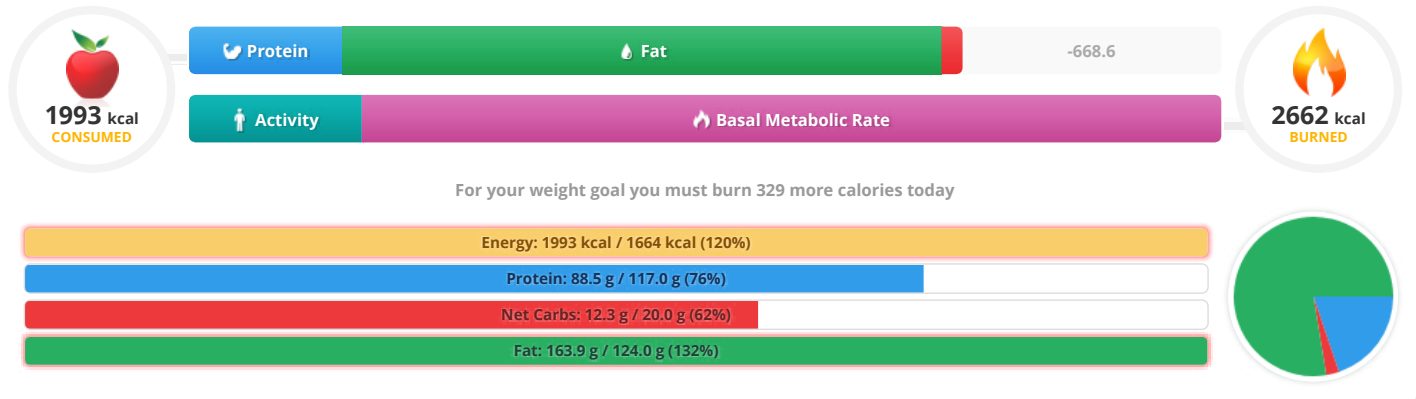 Protein
Fat
-668.6
1993 kcal
CONSUMED
Activity
Basal Metabolic Rate
2662 kcal
BURNED
For your weight goal you must burn 329 more calories today
Energy: 1993 kcal / 1664 kcal (120%)
Protein: 88.5 g / 117.0 g (76%)
Net Carbs: 12.3 g / 20.0 g (62%)
Fat: 163.9 g / 124.0 g (132%)